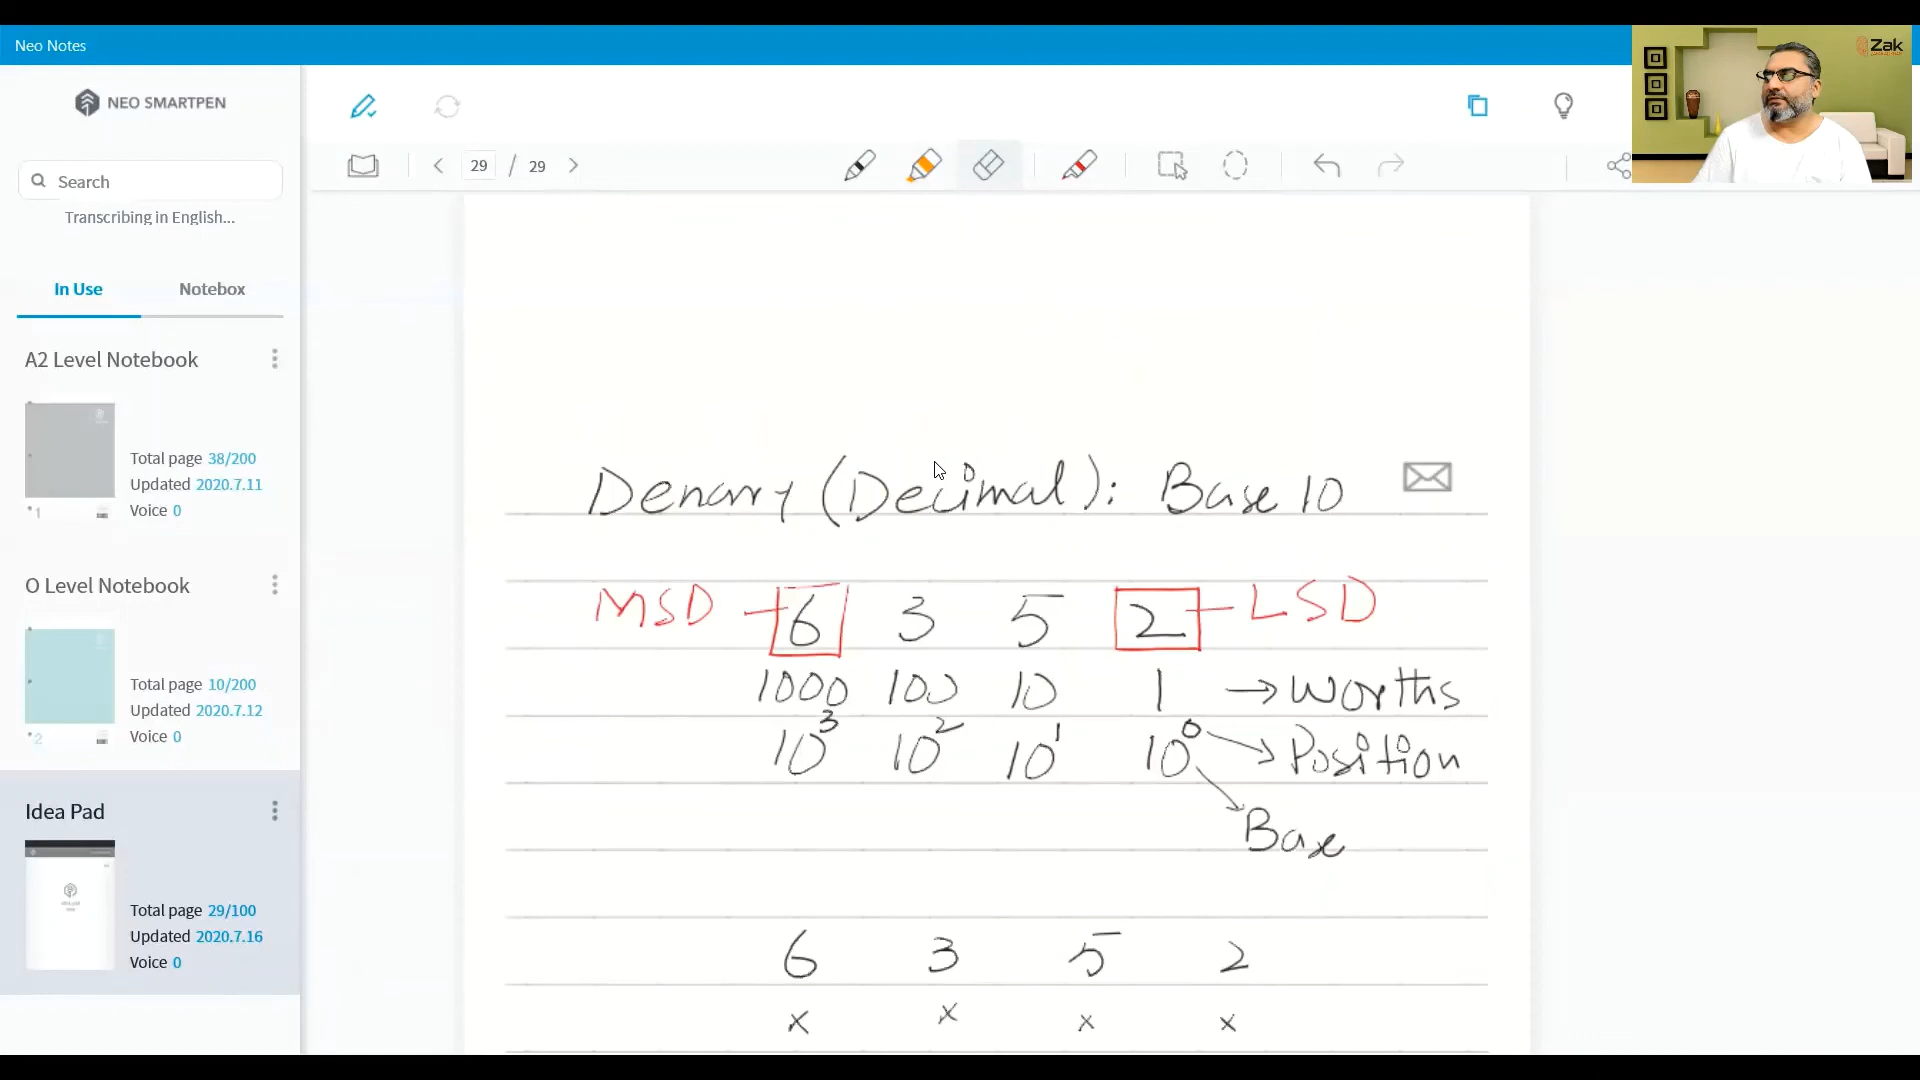 Neo Notes
Zak
NEO SMARTPEN
Search
Transcribing in English...
29 / 29
In Use Notebox
A2 Level Notebook
Total page 38/200
Updated 2020.7.11
Voice 0
1
O Level Notebook
Total page 10/200
Updated 2020.7.12
Voice 0
2
Idea Pad
Total page 29/100
Updated 2020.7.16
Voice 0
Denary (Decimal): Base 10
MSD - 6 3 5 2 - LSD
1000 100 10 1 → Worths
10³ 10² 10¹ 10⁰ → Position
Base
6 3 5 2
x x x x